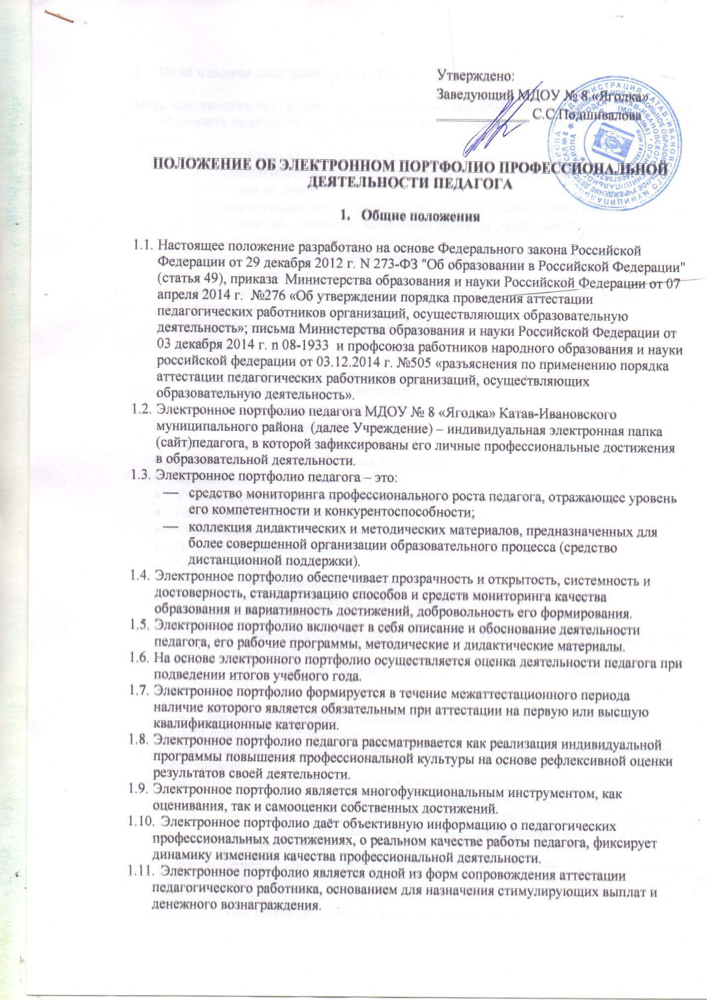 Утверждено:
Заведующий МДОУ № 8 «Ягодка»
______________ С.С.Подшивалова
ПОЛОЖЕНИЕ ОБ ЭЛЕКТРОННОМ ПОРТФОЛИО ПРОФЕССИОНАЛЬНОЙ
ДЕЯТЕЛЬНОСТИ ПЕДАГОГА
1. Общие положения
1.1. Настоящее положение разработано на основе Федерального закона Российской
Федерации от 29 декабря 2012 г. N 273-ФЗ "Об образовании в Российской Федерации"
(статья 49), приказа Министерства образования и науки Российской Федерации от 07
апреля 2014 г. №276 «Об утверждении порядка проведения аттестации
педагогических работников организаций, осуществляющих образовательную
деятельность»; письма Министерства образования и науки Российской Федерации от
03 декабря 2014 г. n 08-1933 и профсоюза работников народного образования и науки
российской федерации от 03.12.2014 г. №505 «разъяснения по применению порядка
аттестации педагогических работников организаций, осуществляющих
образовательную деятельность».
1.2. Электронное портфолио педагога МДОУ № 8 «Ягодка» Катав-Ивановского
муниципального района (далее Учреждение) – индивидуальная электронная папка
(сайт)педагога, в которой зафиксированы его личные профессиональные достижения
в образовательной деятельности.
1.3. Электронное портфолио педагога – это:
— средство мониторинга профессионального роста педагога, отражающее уровень
его компетентности и конкурентоспособности;
— коллекция дидактических и методических материалов, предназначенных для
более совершенной организации образовательного процесса (средство
дистанционной поддержки).
1.4. Электронное портфолио обеспечивает прозрачность и открытость, системность и
достоверность, стандартизацию способов и средств мониторинга качества
образования и вариативность достижений, добровольность его формирования.
1.5. Электронное портфолио включает в себя описание и обоснование деятельности
педагога, его рабочие программы, методические и дидактические материалы.
1.6. На основе электронного портфолио осуществляется оценка деятельности педагога при
подведении итогов учебного года.
1.7. Электронное портфолио формируется в течение межаттестационного периода
наличие которого является обязательным при аттестации на первую или высшую
квалификационные категории.
1.8. Электронное портфолио педагога рассматривается как реализация индивидуальной
программы повышения профессиональной культуры на основе рефлексивной оценки
результатов своей деятельности.
1.9. Электронное портфолио является многофункциональным инструментом, как
оценивания, так и самооценки собственных достижений.
1.10. Электронное портфолио даёт объективную информацию о педагогических
профессиональных достижениях, о реальном качестве работы педагога, фиксирует
динамику изменения качества профессиональной деятельности.
1.11. Электронное портфолио является одной из форм сопровождения аттестации
педагогического работника, основанием для назначения стимулирующих выплат и
денежного вознаграждения.